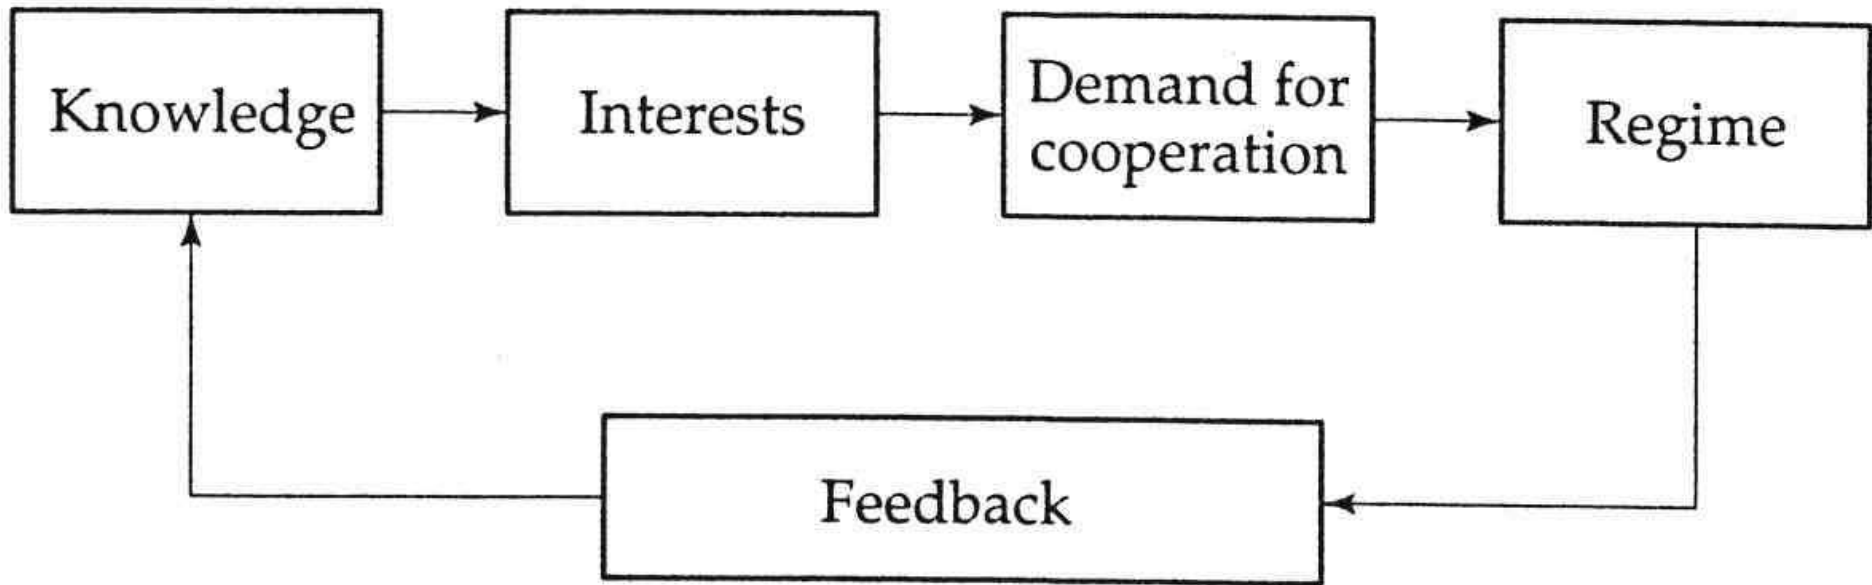 Knowledge
Interests
Demand for
cooperation
Regime
Feedback